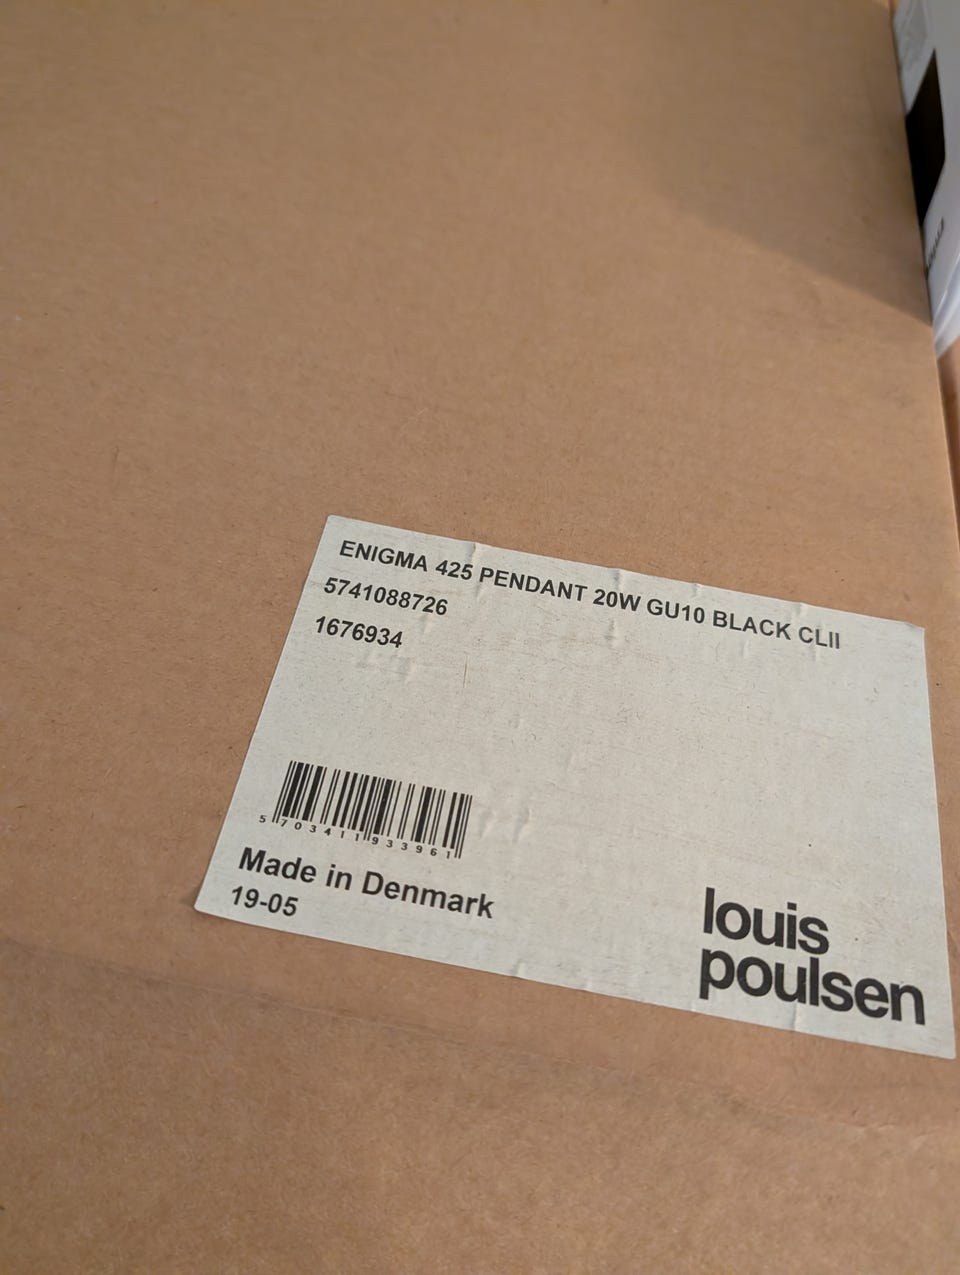 ENIGMA 425 PENDANT 20W GU10 BLACK CLII
5741088726
1676934
5 703411 933961
Made in Denmark
19-05
louis
poulsen